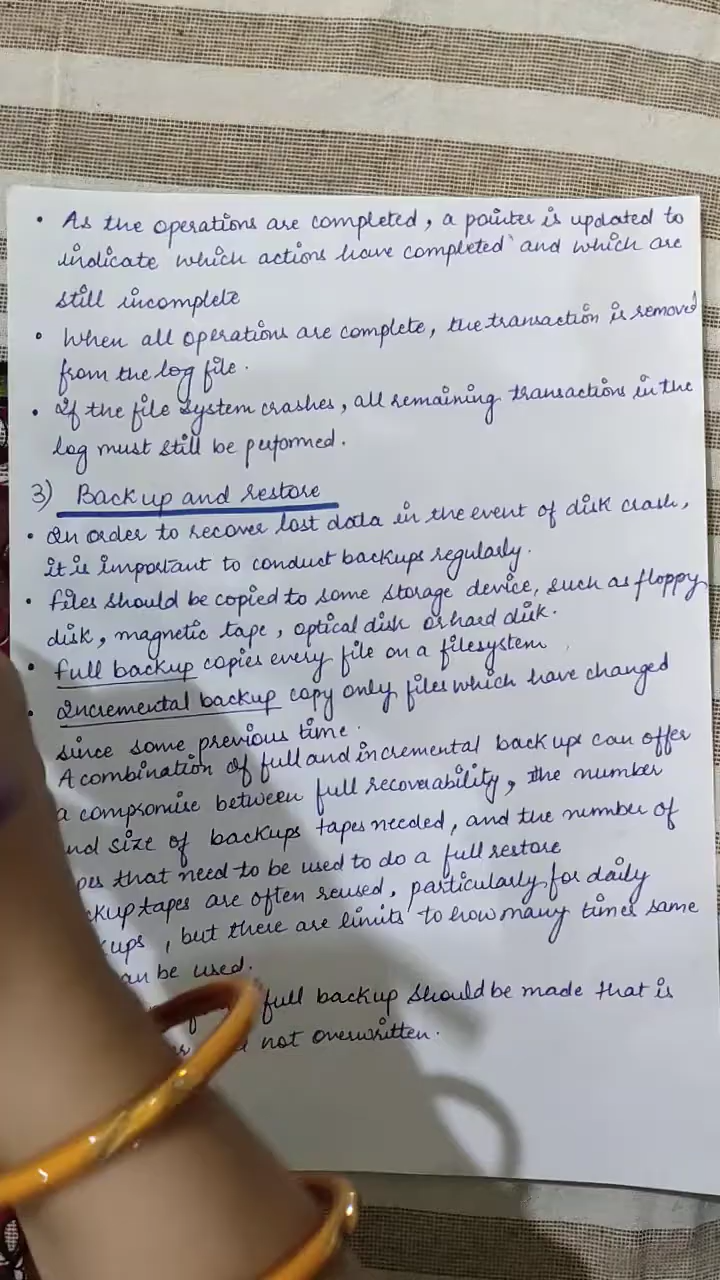 • As the operations are completed, a pointer is updated to
indicate which actions have completed and which are
still incomplete
• When all operations are complete, the transaction is removed
from the log file.
• If the file system crashes, all remaining transactions in the
log must still be performed.
3) Backup and restore
• In order to recover lost data in the event of disk crash,
it is important to conduct backups regularly.
• files should be copied to some storage device, such as floppy
disk, magnetic tape, optical disk or hard disk.
• full backup copies every file on a filesystem
• Incremental backup copy only files which have changed
since some previous time.
A combination of full and incremental backups can offer
a compromise between full recoverability, the number
nd size of backups tapes needed, and the number of
pes that need to be used to do a full restore
ckup tapes are often reused, particularly for daily
kups, but there are limits to how many times same
an be used.
full backup should be made that is
not overwritten.